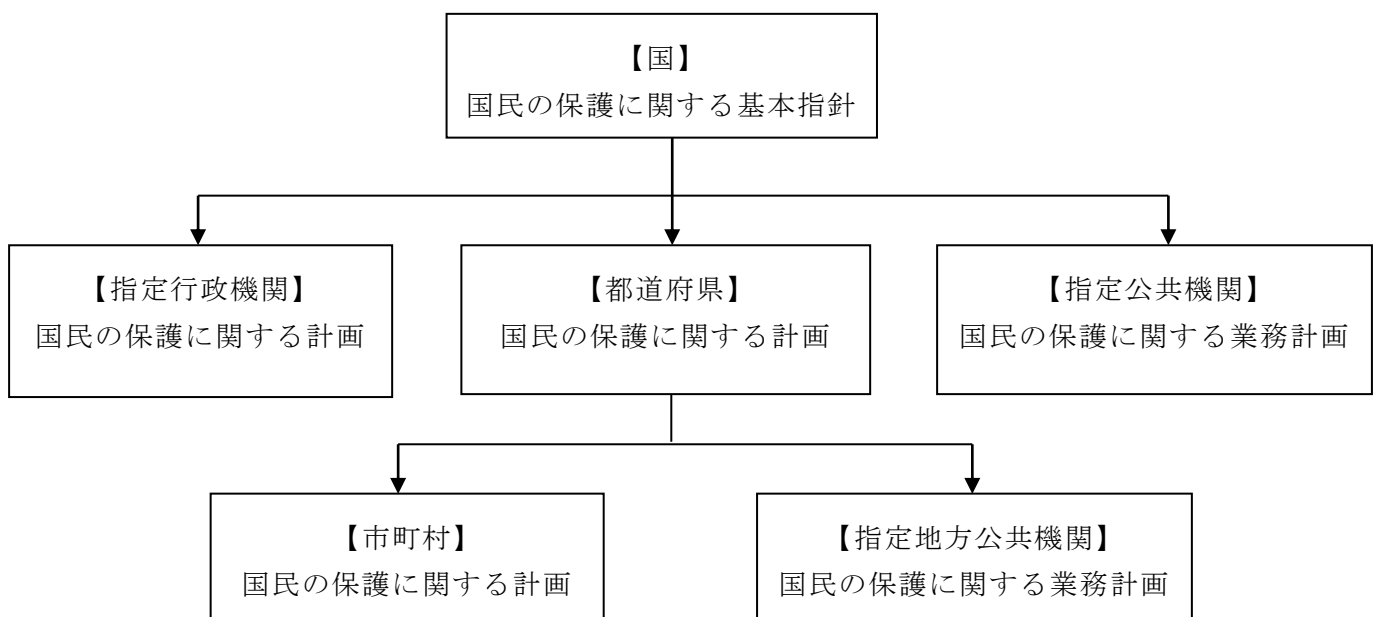 【国】
国民の保護に関する基本指針
【指定行政機関】
国民の保護に関する計画
【都道府県】
国民の保護に関する計画
【指定公共機関】
国民の保護に関する業務計画
【市町村】
国民の保護に関する計画
【指定地方公共機関】
国民の保護に関する業務計画